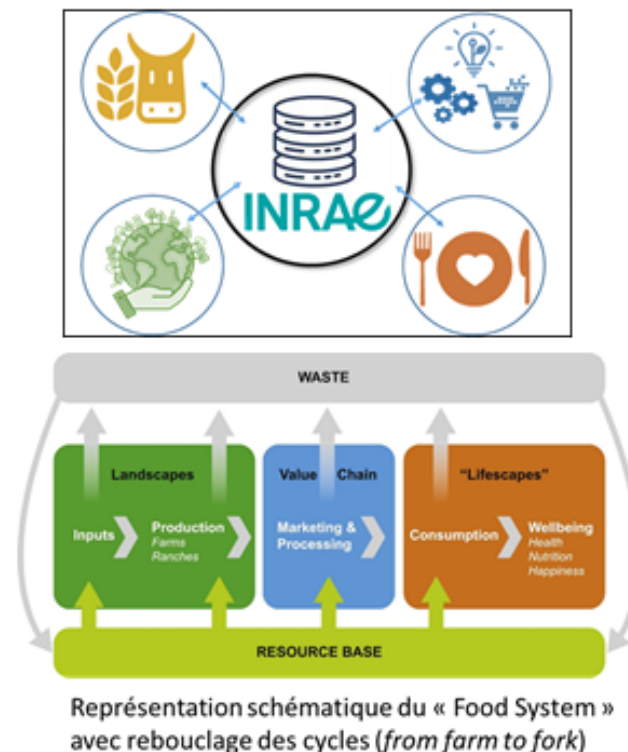 INRAE
WASTE
Landscapes
Value Chain
"Lifescapes"
Inputs
Production
Farms
Ranches
Marketing &
Processing
Consumption
Wellbeing
Health
Nutrition
Happiness
RESOURCE BASE
Représentation schématique du « Food System »
avec rebouclage des cycles (from farm to fork)